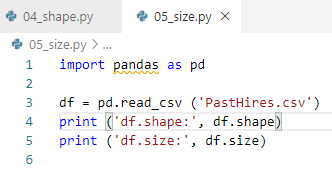 04_shape.py
05_size.py ×
05_size.py > ...
1 import pandas as pd
2
3 df = pd.read_csv ('PastHires.csv')
4 print ('df.shape:', df.shape)
5 print ('df.size:', df.size)
6